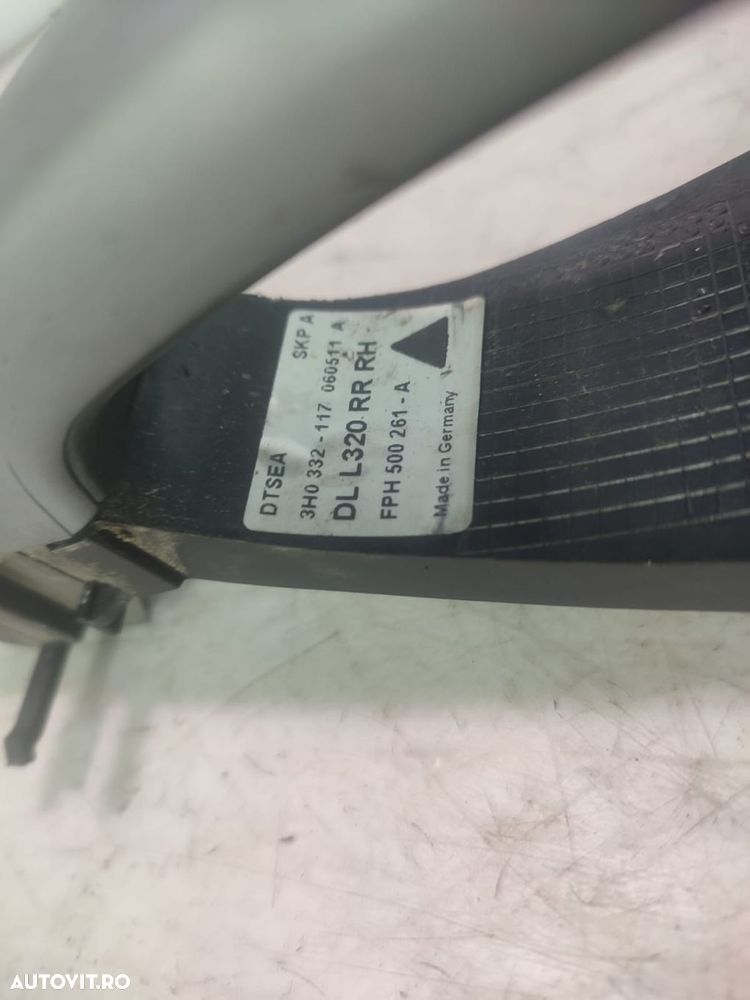 DTSEA SKP A
3H0 332 - 117 060511 A
DL L320 RR RH
FPH 500 261 - A
Made in Germany
AUTOVIT.RO